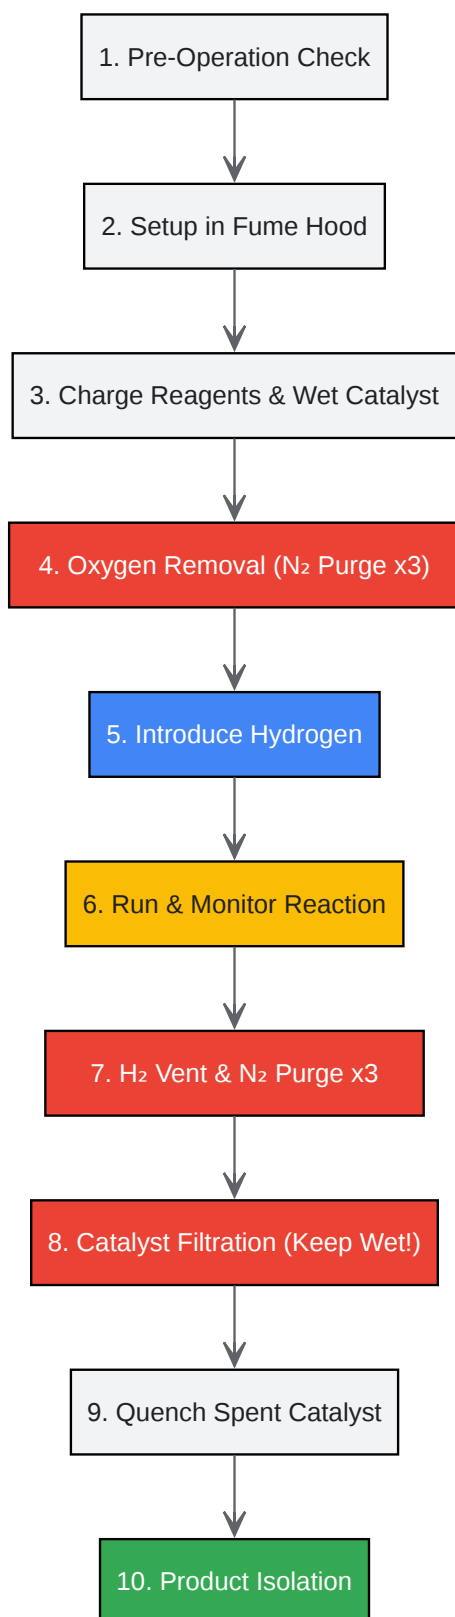 1. Pre-Operation Check
2. Setup in Fume Hood
3. Charge Reagents & Wet Catalyst
4. Oxygen Removal (N₂ Purge x3)
5. Introduce Hydrogen
6. Run & Monitor Reaction
7. H₂ Vent & N₂ Purge x3
8. Catalyst Filtration (Keep Wet!)
9. Quench Spent Catalyst
10. Product Isolation